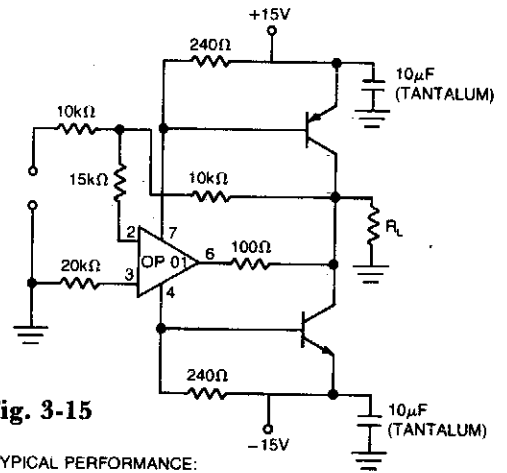 +15V
240Ω
10μF
(TANTALUM)
10kΩ
15kΩ
10kΩ
2
7
RL
OP 01
6
100Ω
20kΩ
3
4
240Ω
10μF
(TANTALUM)
−15V
ig. 3-15
YPICAL PERFORMANCE: